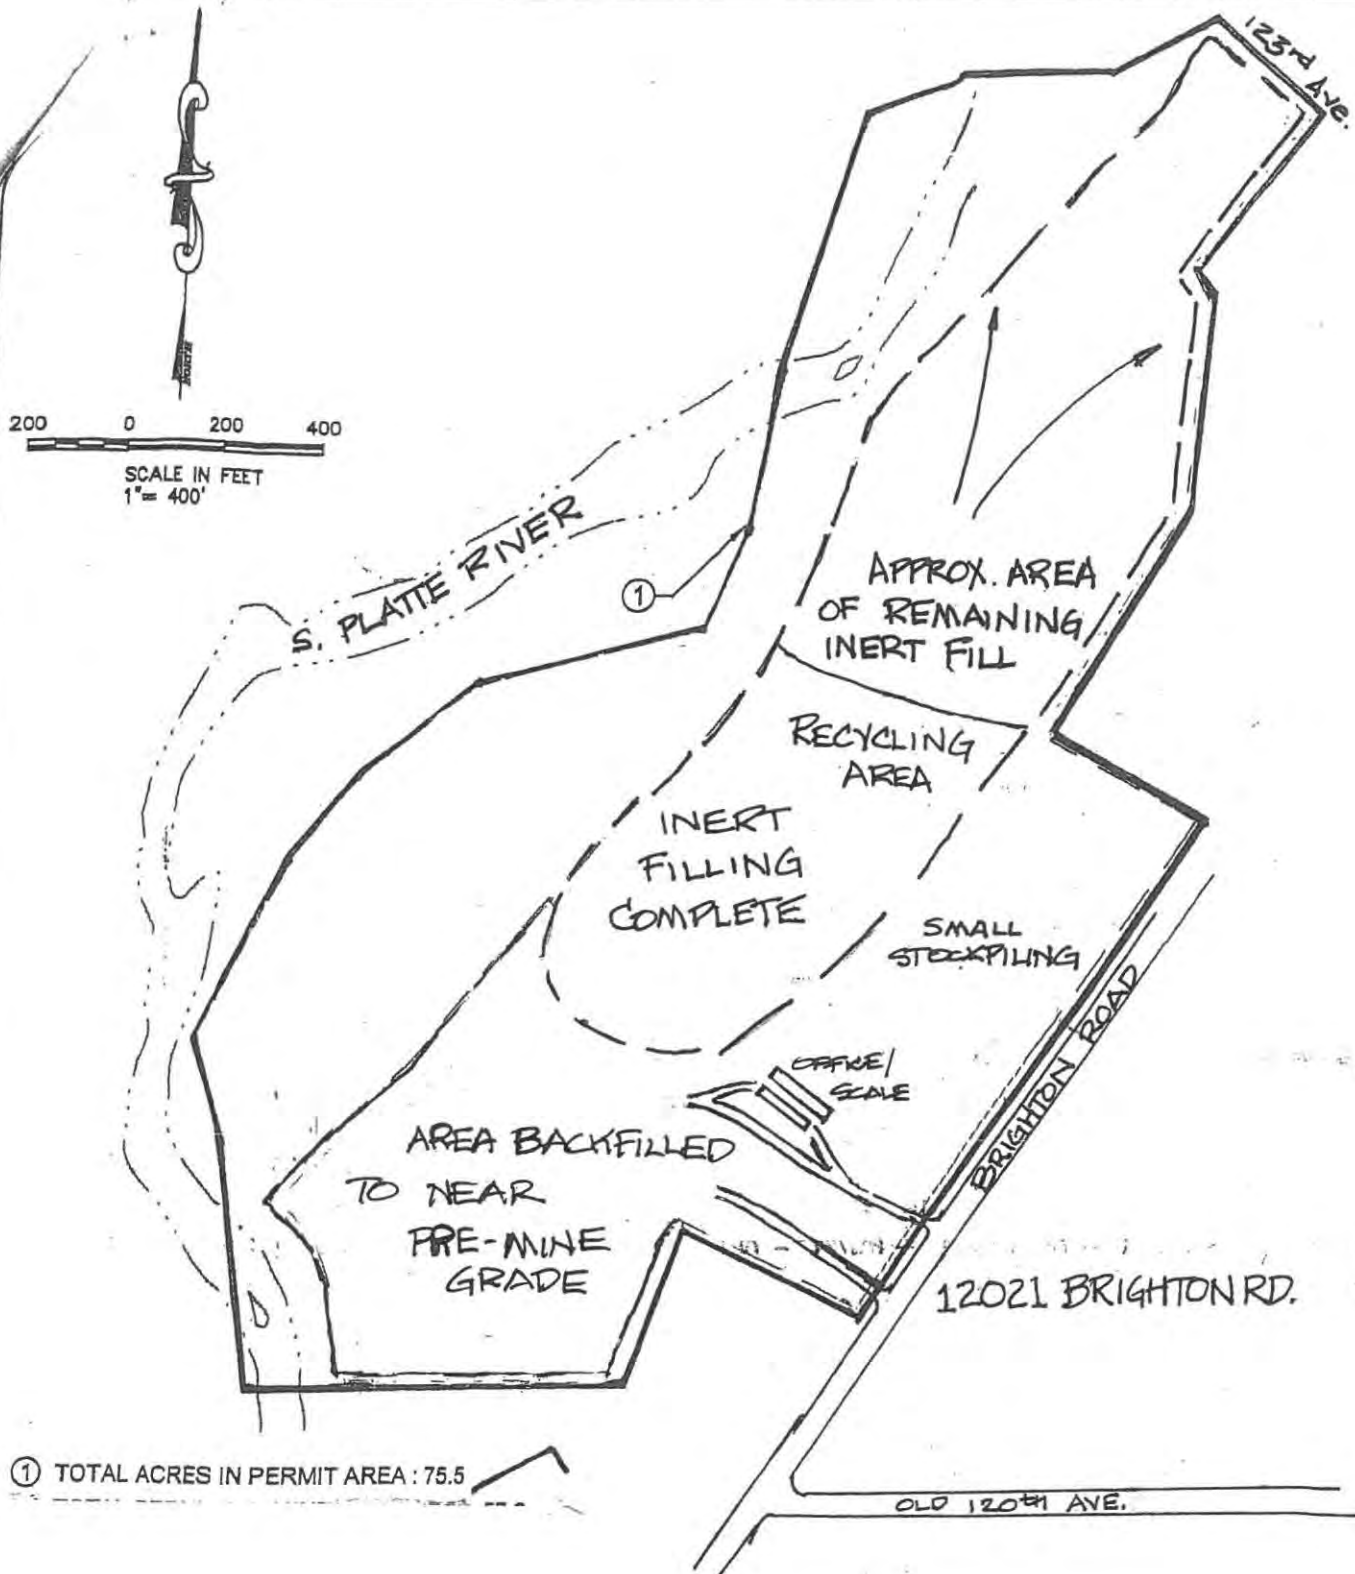 123rd Ave.
NORTH
200 0 200 400
SCALE IN FEET
1"= 400'
S. PLATTE RIVER
1
APPROX. AREA
OF REMAINING
INERT FILL
RECYCLING
AREA
INERT
FILLING
COMPLETE
SMALL
STOCKPILING
BRIGHTON ROAD
OFFICE/
SCALE
AREA BACKFILLED
TO NEAR
PRE-MINE
GRADE
12021 BRIGHTON RD.
1 TOTAL ACRES IN PERMIT AREA : 75.5
OLD 120th AVE.